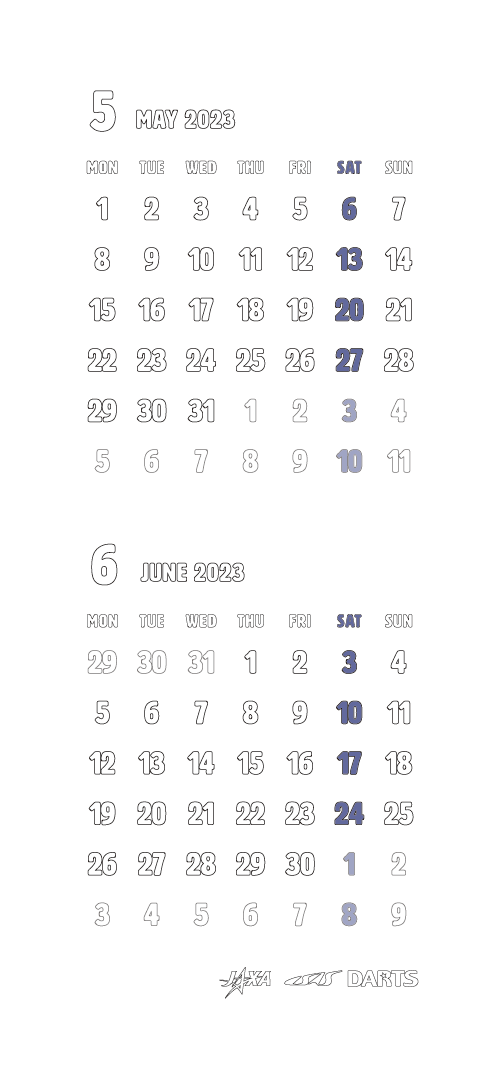 5 MAY 2023
MON TUE WED THU FRI SAT SUN
1 2 3 4 5 6 7
8 9 10 11 12 13 14
15 16 17 18 19 20 21
22 23 24 25 26 27 28
29 30 31 1 2 3 4
5 6 7 8 9 10 11
6 JUNE 2023
MON TUE WED THU FRI SAT SUN
29 30 31 1 2 3 4
5 6 7 8 9 10 11
12 13 14 15 16 17 18
19 20 21 22 23 24 25
26 27 28 29 30 1 2
3 4 5 6 7 8 9
JAXA ISAS DARTS